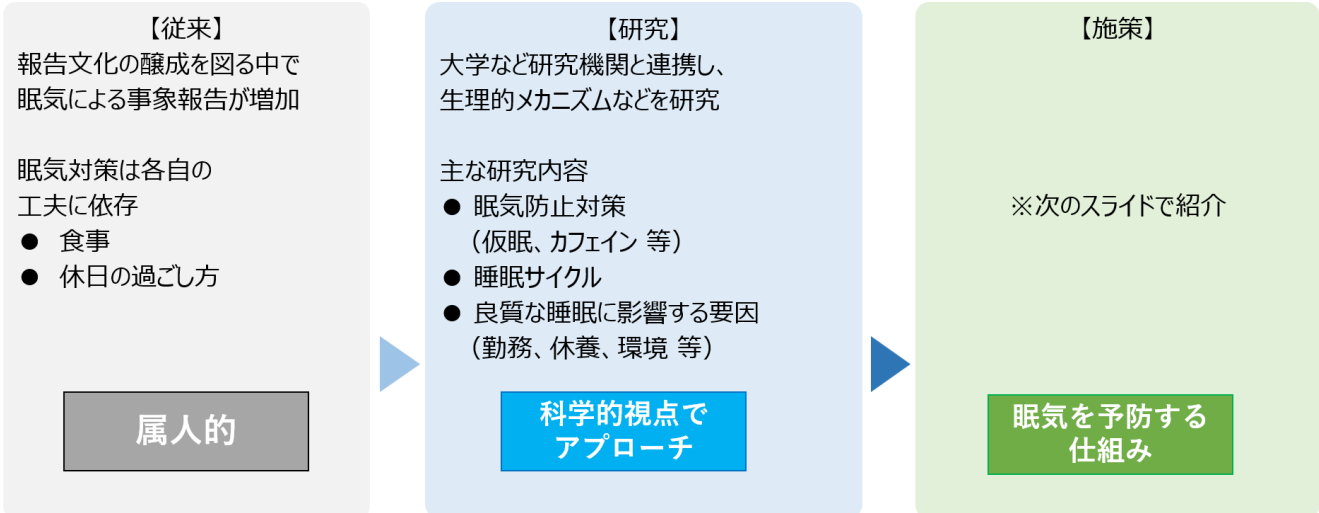 【従来】
報告文化の醸成を図る中で
眠気による事象報告が増加
眠気対策は各自の
工夫に依存
● 食事
● 休日の過ごし方
属人的
【研究】
大学など研究機関と連携し、
生理的メカニズムなどを研究
主な研究内容
● 眠気防止対策
（仮眠、カフェイン 等）
● 睡眠サイクル
● 良質な睡眠に影響する要因
（勤務、休養、環境 等）
科学的視点で
アプローチ
【施策】
※次のスライドで紹介
眠気を予防する
仕組み